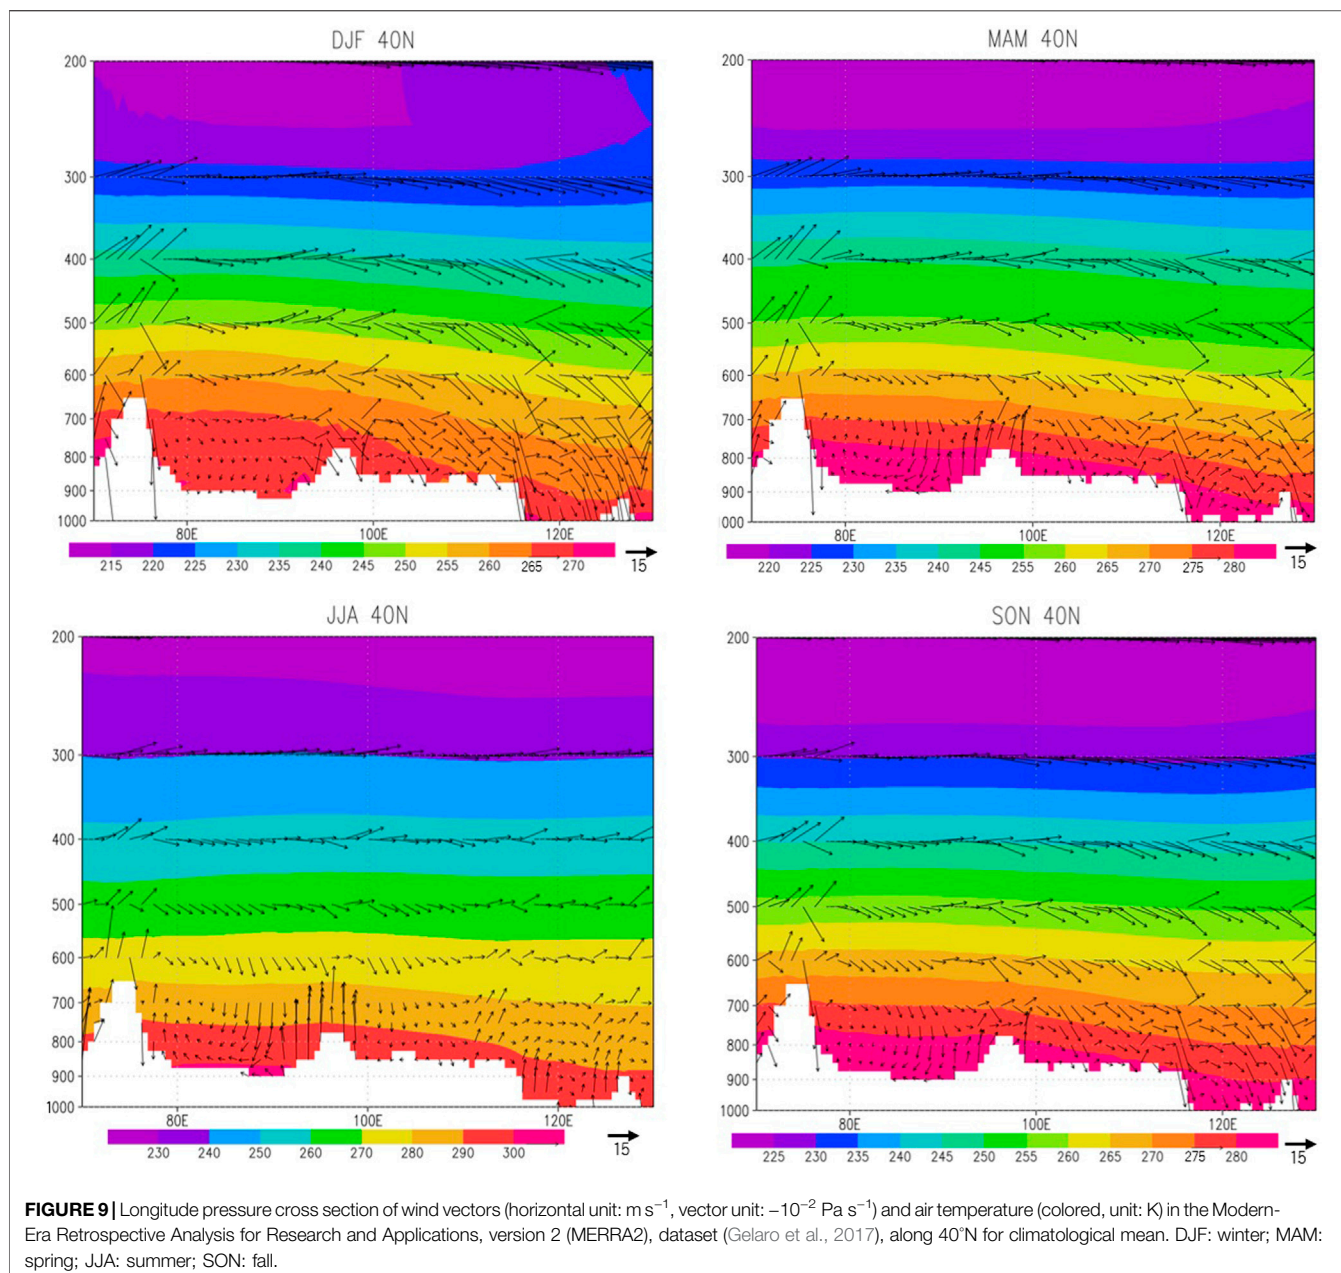 DJF 40N
200
300
400
500
600
700
800
900
1000
80E 100E 120E
215 220 225 230 235 240 245 250 255 260 265 270 15
MAM 40N
200
300
400
500
600
700
800
900
000
80E 100E 120E
220 225 230 235 240 245 255 260 265 270 275 280 15
JJA 40N
200
300
400
500
600
700
800
900
1000
80E 100E 120E
230 240 250 260 270 280 290 300 15
SON 40N
200
300
400
500
600
700
800
900
1000
80E 100E 120E
225 230 235 240 245 250 255 260 265 270 275 280 15
FIGURE 9 | Longitude pressure cross section of wind vectors (horizontal unit: m s⁻¹, vector unit: −10⁻² Pa s⁻¹) and air temperature (colored, unit: K) in the Modern-
Era Retrospective Analysis for Research and Applications, version 2 (MERRA2), dataset (Gelaro et al., 2017), along 40°N for climatological mean. DJF: winter; MAM:
spring; JJA: summer; SON: fall.